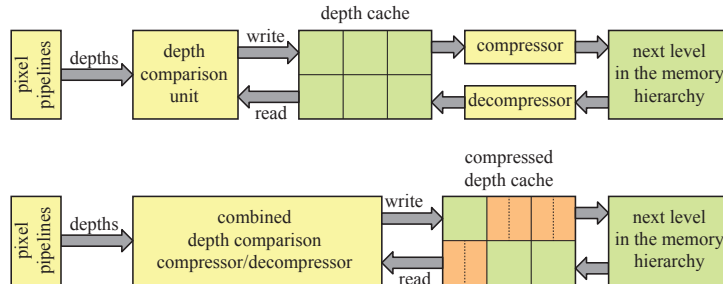 depth cache
pixel
pipelines
depths
depth
comparison
unit
write
read
compressor
decompressor
next level
in the memory
hierarchy
compressed
depth cache
pixel
pipelines
depths
combined
depth comparison
compressor/decompressor
write
read
next level
in the memory
hierarchy